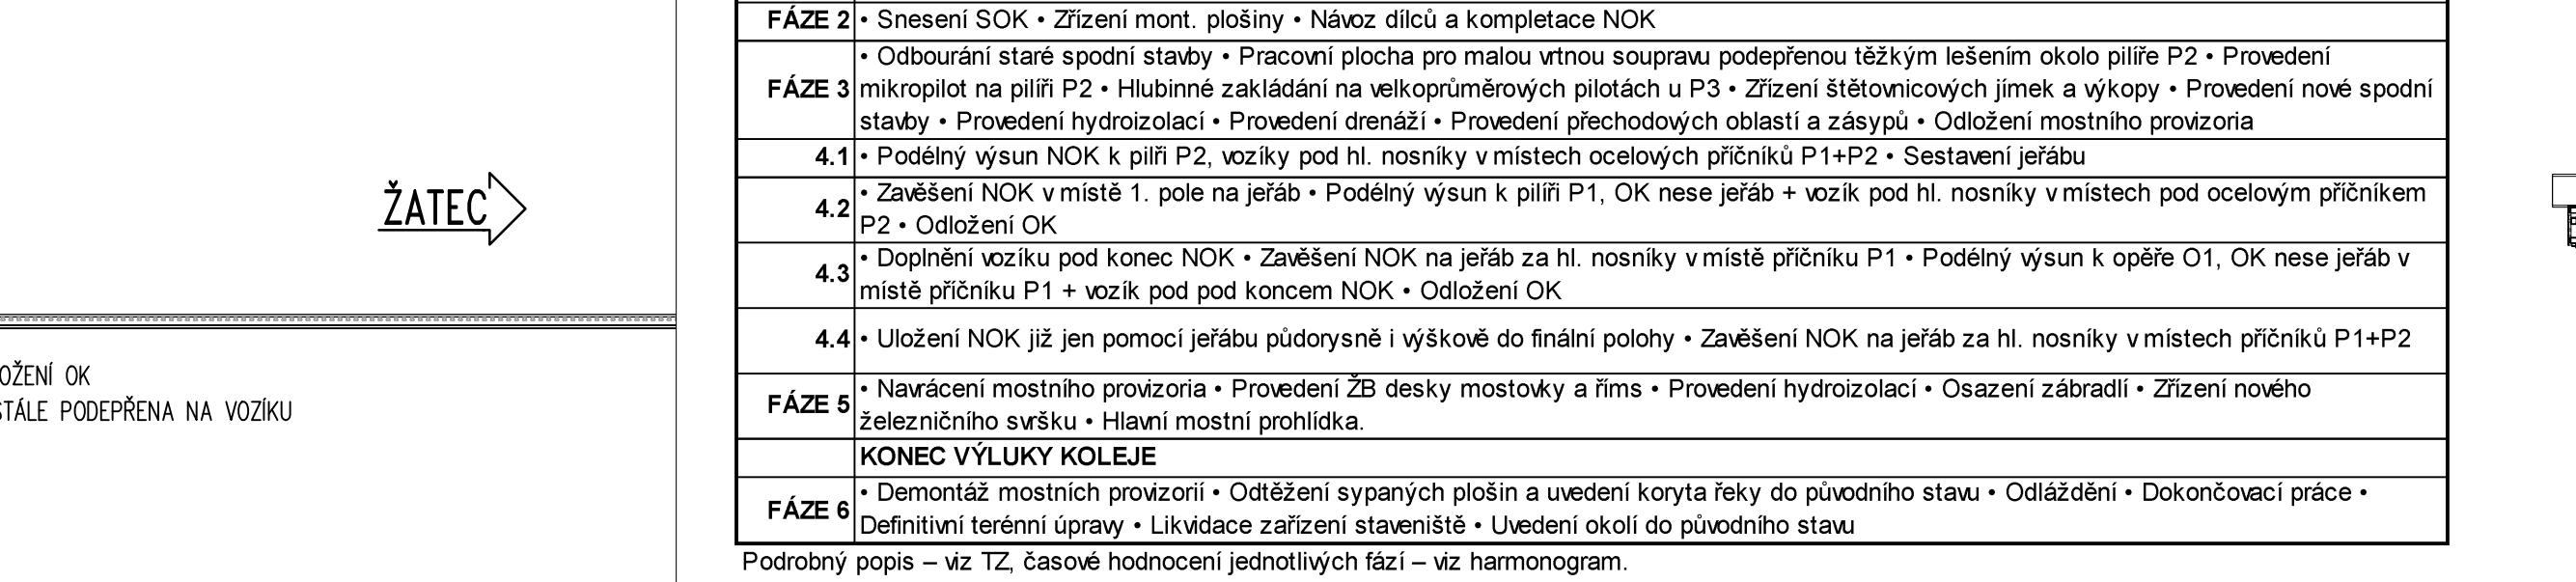 FÁZE 2 • Snesení SOK • Zřízení mont. plošiny • Návoz dílců a kompletace NOK
• Odbourání staré spodní stavby • Pracovní plocha pro malou vrtnou soupravu podepřenou těžkým lešením okolo pilíře P2 • Provedení
FÁZE 3 mikropilot na pilíři P2 • Hlubinné zakládání na velkoprůměrových pilotách u P3 • Zřízení štětovnicových jímek a výkopy • Provedení nové spodní
stavby • Provedení hydroizolací • Provedení drenáží • Provedení přechodových oblastí a zásypů • Odložení mostního provizoria
4.1 • Podélný výsun NOK k pilři P2, vozíky pod hl. nosníky v místech ocelových příčníků P1+P2 • Sestavení jeřábu
4.2 • Zavěšení NOK v místě 1. pole na jeřáb • Podélný výsun k pilíři P1, OK nese jeřáb + vozík pod hl. nosníky v místech pod ocelovým příčníkem
P2 • Odložení OK
4.3 • Doplnění vozíku pod konec NOK • Zavěšení NOK na jeřáb za hl. nosníky v místě příčníku P1 • Podélný výsun k opěře O1, OK nese jeřáb v
místě příčníku P1 + vozík pod pod koncem NOK • Odložení OK
4.4 • Uložení NOK již jen pomocí jeřábu půdorysně i výškově do finální polohy • Zavěšení NOK na jeřáb za hl. nosníky v místech příčníků P1+P2
FÁZE 5 • Navrácení mostního provizoria • Provedení ŽB desky mostovky a říms • Provedení hydroizolací • Osazení zábradlí • Zřízení nového
železničního svršku • Hlavní mostní prohlídka.
KONEC VÝLUKY KOLEJE
FÁZE 6 • Demontáž mostních provizorií • Odtěžení sypaných plošin a uvedení koryta řeky do původního stavu • Odláždění • Dokončovací práce •
Definitivní terénní úpravy • Likvidace zařízení staveniště • Uvedení okolí do původního stavu
Podrobný popis – viz TZ, časové hodnocení jednotlivých fází – viz harmonogram.
ŽATEC
OŽENÍ OK
STÁLE PODEPŘENA NA VOZÍKU